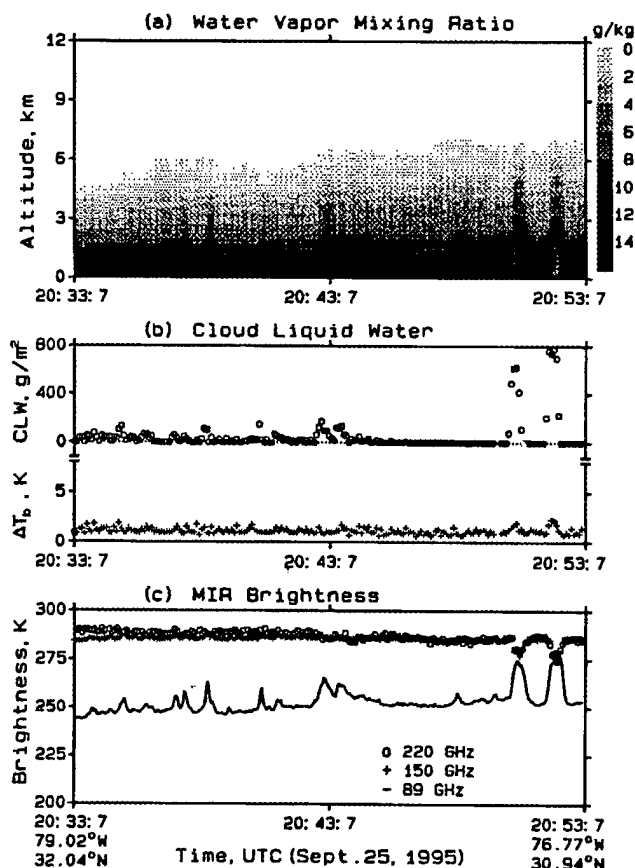 (a) Water Vapor Mixing Ratio
g/kg
12
9
6
3
0
Altitude, km
0
2
4
6
8
10
12
14
20: 33: 7
20: 43: 7
20: 53: 7
(b) Cloud Liquid Water
800
400
0
CLW, g/m²
5
0
ΔTb, K
20: 33: 7
20: 43: 7
20: 53: 7
(c) MIR Brightness
300
275
250
225
200
Brightness, K
o 220 GHz
+ 150 GHz
- 89 GHz
20: 33: 7
20: 43: 7
20: 53: 7
79.02°W
76.77°W
32.04°N
Time, UTC (Sept.25, 1995)
30.94°N